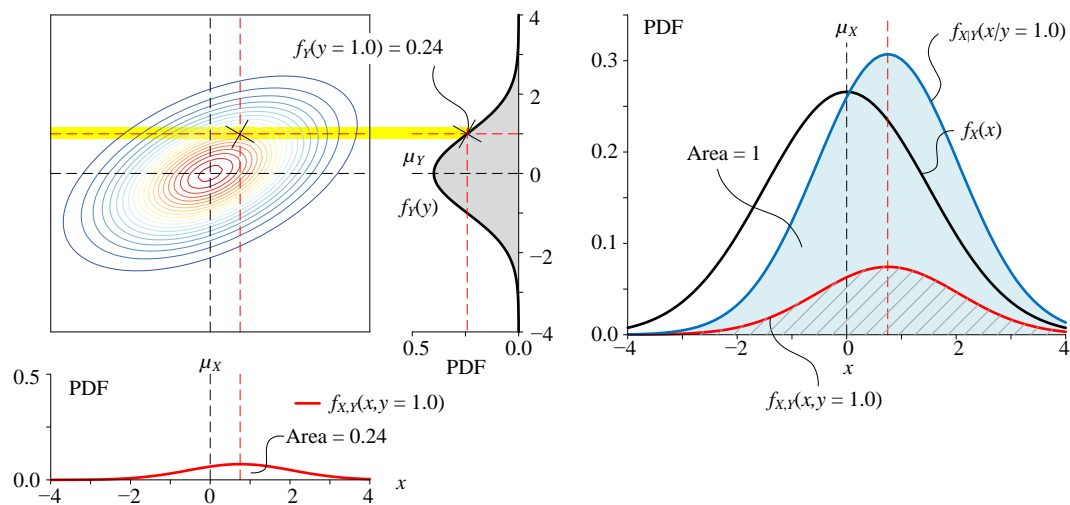 f_Y(y = 1.0) = 0.24
4
2
0
−2
−4
μ_Y
f_Y(y)
0.5
0.0
PDF
μ_X
0.5
PDF
f_{X,Y}(x,y = 1.0)
Area = 0.24
0.0
−4
−2
0
2
4
x
PDF
μ_X
f_{X|Y}(x/y = 1.0)
0.3
f_X(x)
0.2
Area = 1
0.1
0.0
−4
−2
0
2
4
x
f_{X,Y}(x,y = 1.0)